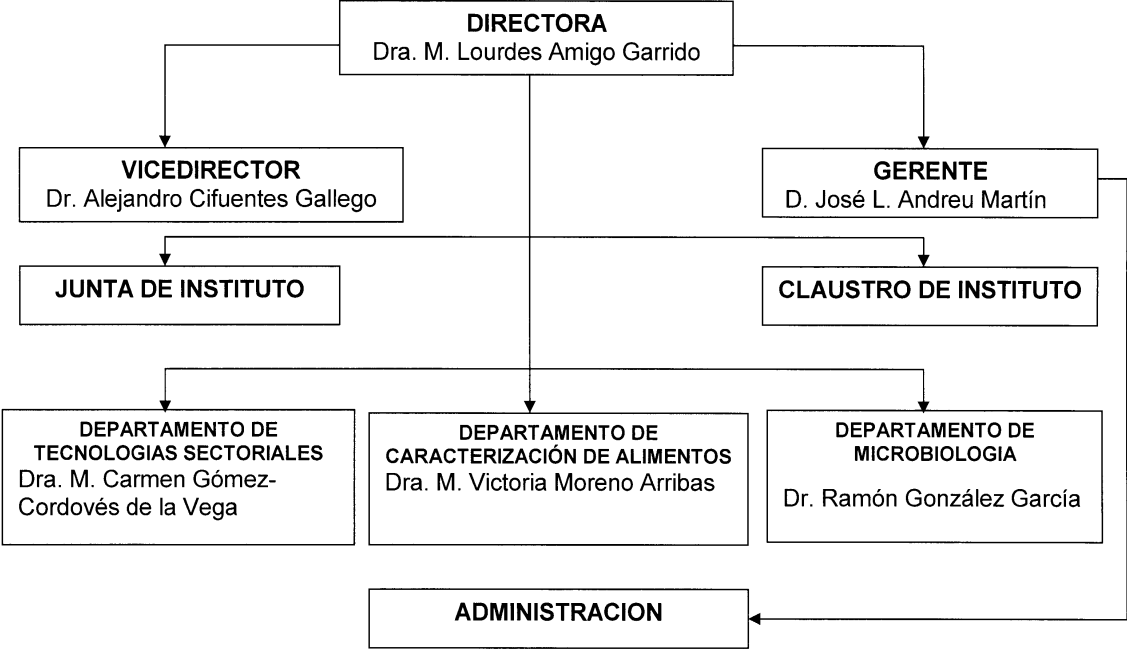 DIRECTORA
Dra. M. Lourdes Amigo Garrido
VICEDIRECTOR
Dr. Alejandro Cifuentes Gallego
GERENTE
D. José L. Andreu Martín
JUNTA DE INSTITUTO
CLAUSTRO DE INSTITUTO
DEPARTAMENTO DE
TECNOLOGIAS SECTORIALES
Dra. M. Carmen Gómez-
Cordovés de la Vega
DEPARTAMENTO DE
CARACTERIZACIÓN DE ALIMENTOS
Dra. M. Victoria Moreno Arribas
DEPARTAMENTO DE
MICROBIOLOGIA
Dr. Ramón González García
ADMINISTRACION